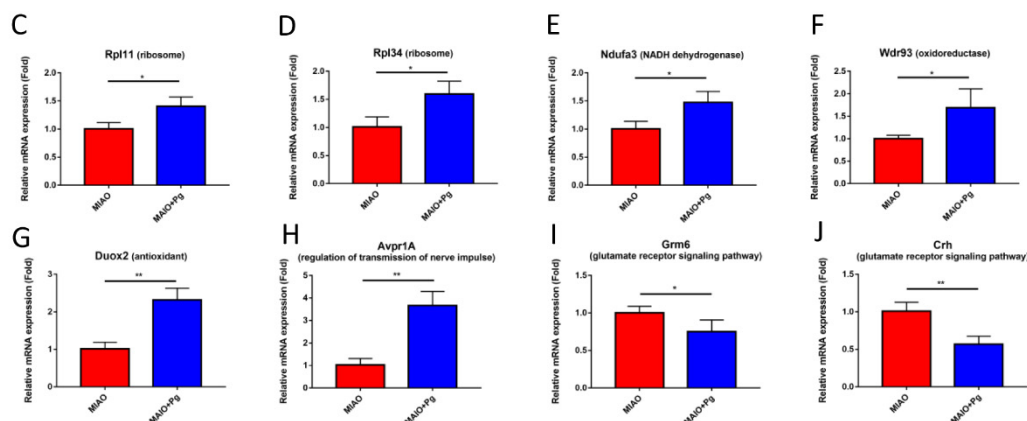 C
Rpl11 (ribosome)
Relative mRNA expression (Fold)
2.0
1.5
1.0
0.5
0.0
*
MIAO
MAIO+Pg
D
Rpl34 (ribosome)
Relative mRNA expression (Fold)
2.0
1.5
1.0
0.5
0.0
*
MIAO
MAIO+Pg
E
Ndufa3 (NADH dehydrogenase)
Relative mRNA expression (Fold)
2.0
1.5
1.0
0.5
0.0
*
MIAO
MAIO+Pg
F
Wdr93 (oxidoreductase)
Relative mRNA expression (Fold)
2.5
2.0
1.5
1.0
0.5
0.0
*
MIAO
MAIO+Pg
G
Duox2 (antioxidant)
Relative mRNA expression (Fold)
3
2
1
0
**
MIAO
MAIO+Pg
H
Avpr1A
(regulation of transmission of nerve impulse)
Relative mRNA expression (Fold)
5
4
3
2
1
0
**
MIAO
MAIO+Pg
I
Grm6
(glutamate receptor signaling pathway)
Relative mRNA expression (Fold)
1.5
1.0
0.5
0.0
*
MIAO
MAIO+Pg
J
Crh
(glutamate receptor signaling pathway)
Relative mRNA expression (Fold)
1.5
1.0
0.5
0.0
**
MIAO
MAIO+Pg